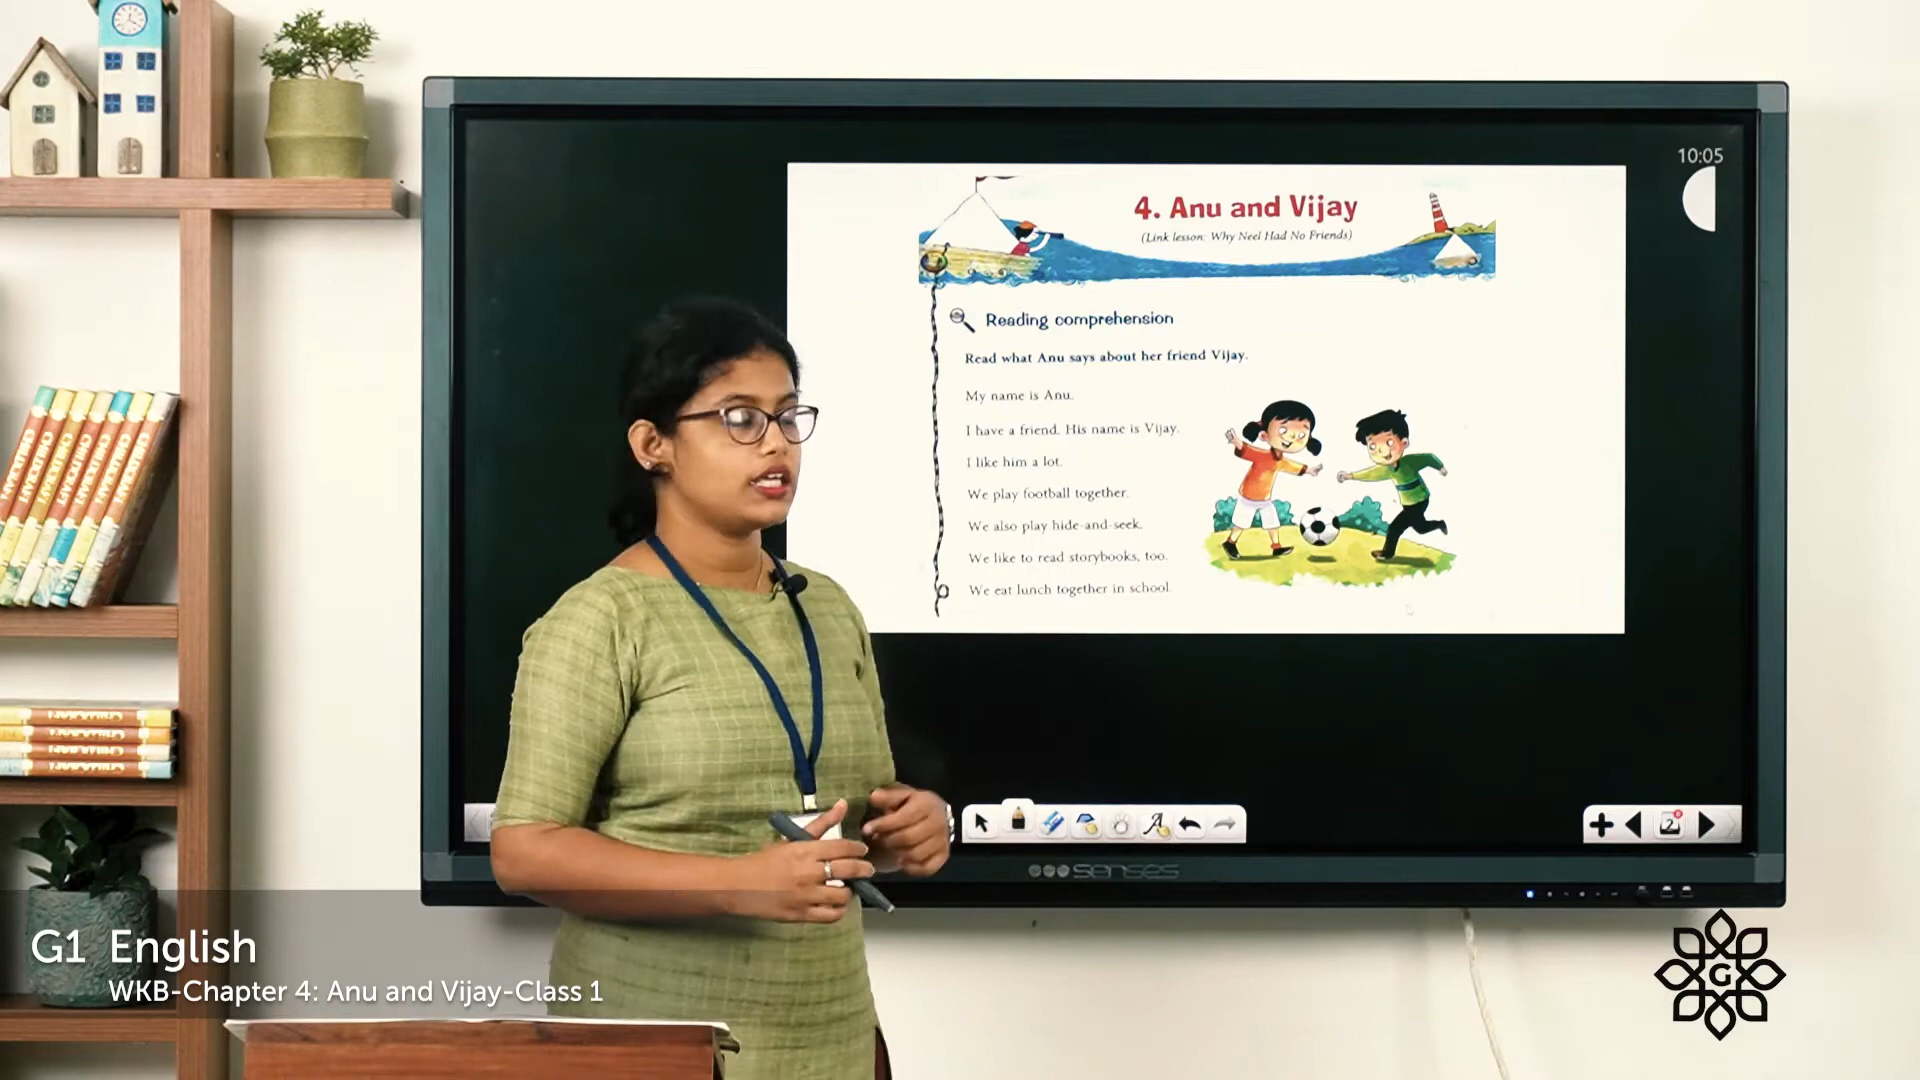 10:05
4. Anu and Vijay
(Link lesson: Why Neel Had No Friends)
Reading comprehension
Read what Anu says about her friend Vijay.
My name is Anu.
I have a friend. His name is Vijay.
I like him a lot.
We play football together.
We also play hide-and-seek.
We like to read storybooks, too.
We eat lunch together in school.
A
2
senses
G1 English
WKB-Chapter 4: Anu and Vijay-Class 1
G